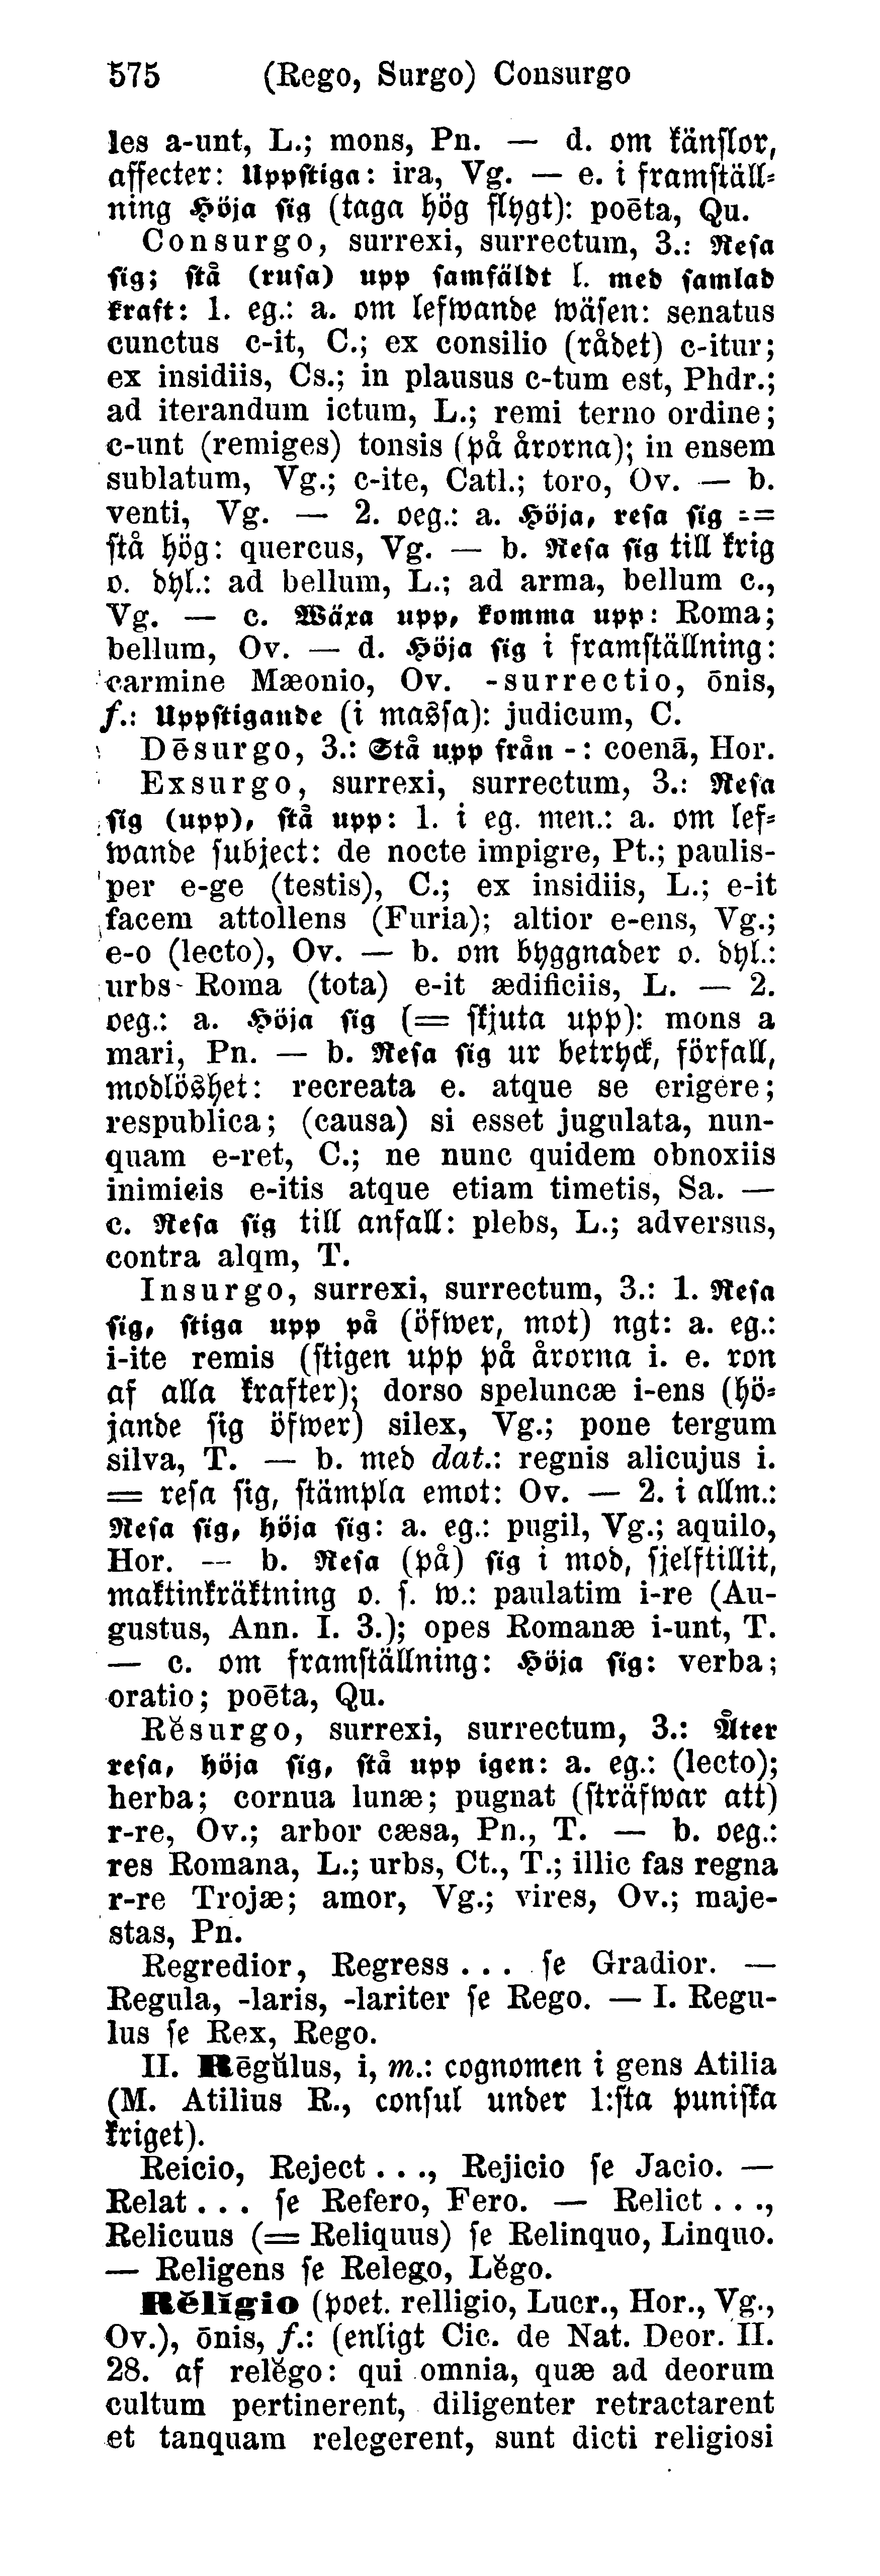 575 (Rego, Surgo) Consurgo
les a-unt, L.; mons, Pn. — d. om känslor,
affecter: Uppstiga: ira, Vg. — e. i framställ-
ning Höja sig (taga hög flygt): poēta, Qu.
Consurgo, surrexi, surrectum, 3.: Resa
sig; stå (rusa) upp samfäldt l. med samlad
kraft: 1. eg.: a. om lefwande wäsen: senatus
cunctus c-it, C.; ex consilio (rådet) c-itur;
ex insidiis, Cs.; in plausus c-tum est, Phdr.;
ad iterandum ictum, L.; remi terno ordine;
c-unt (remiges) tonsis (på årorna); in ensem
sublatum, Vg.; c-ite, Catl.; toro, Ov. — b.
venti, Vg. — 2. oeg.: a. Höja, resa sig =
stå hög: quercus, Vg. — b. Resa sig till krig
o. dyl.: ad bellum, L.; ad arma, bellum c.,
Vg. — c. Wäxa upp, komma upp: Roma;
bellum, Ov. — d. Höja sig i framställning:
carmine Mæonio, Ov. -surrectio, ōnis,
f.: Uppstigande (i massa): judicum, C.
Dēsurgo, 3.: Stå upp från -: coenā, Hor.
Exsurgo, surrexi, surrectum, 3.: Resa
sig (upp), stå upp: 1. i eg. men.: a. om lef-
wande subject: de nocte impigre, Pt.; paulis-
per e-ge (testis), C.; ex insidiis, L.; e-it
facem attollens (Furia); altior e-ens, Vg.;
e-o (lecto), Ov. — b. om byggnader o. dyl.:
urbs Roma (tota) e-it ædificiis, L. — 2.
oeg.: a. Höja sig (= skjuta upp): mons a
mari, Pn. — b. Resa sig ur betryck, förfall,
modlöshet: recreata e. atque se erigere;
respublica; (causa) si esset jugulata, nun-
quam e-ret, C.; ne nunc quidem obnoxiis
inimicis e-itis atque etiam timetis, Sa. —
c. Resa sig till anfall: plebs, L.; adversus,
contra alqm, T.
Insurgo, surrexi, surrectum, 3.: 1. Resa
sig, stiga upp på (öfwer, mot) ngt: a. eg.:
i-ite remis (stigen upp på årorna i. e. ron
af alla krafter); dorso speluncæ i-ens (hö-
jande sig öfwer) silex, Vg.; pone tergum
silva, T. — b. med dat.: regnis alicujus i.
= resa sig, stämpla emot: Ov. — 2. i allm.:
Resa sig, höja sig: a. eg.: pugil, Vg.; aquilo,
Hor. — b. Resa (på) sig i mod, sjelftillit,
maktinkräktning o. s. w.: paulatim i-re (Au-
gustus, Ann. I. 3.); opes Romanæ i-unt, T.
— c. om framställning: Höja sig: verba;
oratio; poēta, Qu.
Rĕsurgo, surrexi, surrectum, 3.: Åter
resa, höja sig, stå upp igen: a. eg.: (lecto);
herba; cornua lunæ; pugnat (sträfwar att)
r-re, Ov.; arbor cæsa, Pn., T. — b. oeg.:
res Romana, L.; urbs, Ct., T.; illic fas regna
r-re Trojæ; amor, Vg.; vires, Ov.; maje-
stas, Pn.
Regredior, Regress . . . se Gradior. —
Regula, -laris, -lariter se Rego. — I. Regu-
lus se Rex, Rego.
II. Rēgŭlus, i, m.: cognomen i gens Atilia
(M. Atilius R., consul under 1:sta puniska
kriget).
Reicio, Reject . . ., Rejicio se Jacio. —
Relat . . . se Refero, Fero. — Relict . . .,
Relicuus (= Reliquus) se Relinquo, Linquo.
— Religens se Relego, Lĕgo.
Rĕlĭgio (poet. relligio, Lucr., Hor., Vg.,
Ov.), ōnis, f.: (enligt Cic. de Nat. Deor. II.
28. af relĕgo: qui omnia, quæ ad deorum
cultum pertinerent, diligenter retractarent
et tanquam relegerent, sunt dicti religiosi